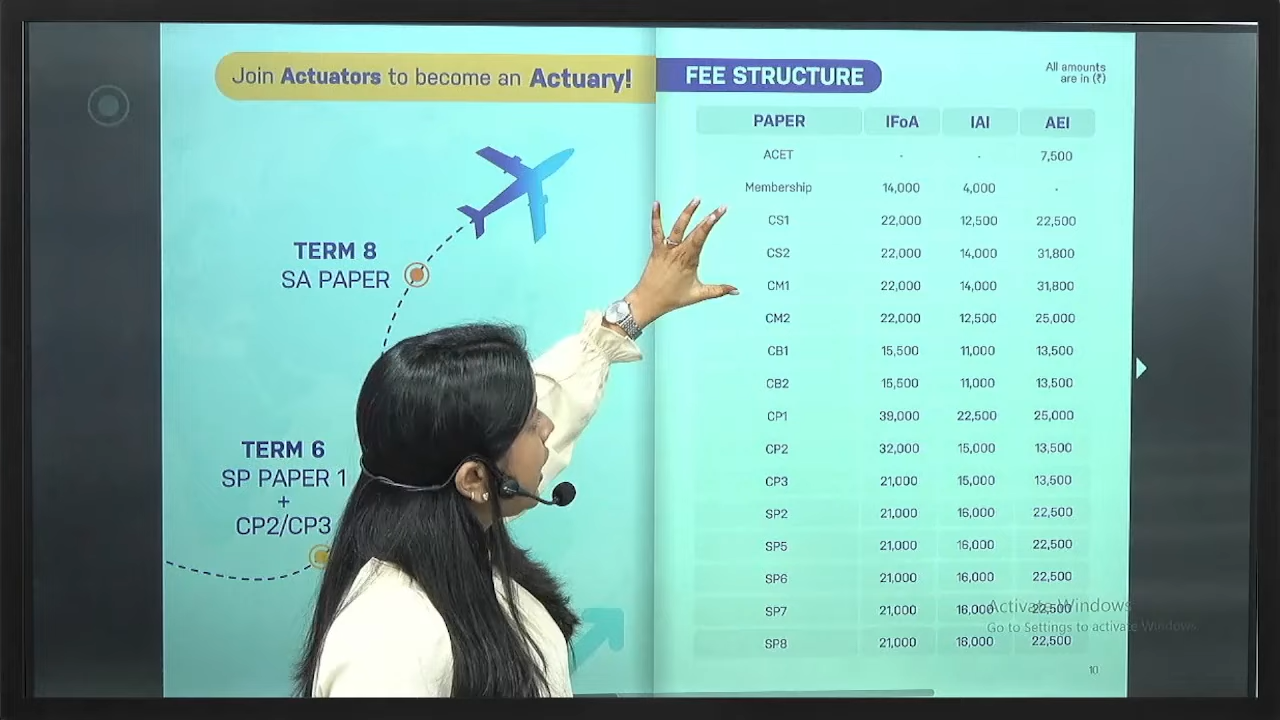 Join Actuators to become an Actuary!
TERM 8
SA PAPER
TERM 6
SP PAPER 1
+
CP2/CP3
FEE STRUCTURE
All amounts
are in (₹)
PAPER IFoA IAI AEI
ACET - - 7,500
Membership 14,000 4,000 -
CS1 22,000 12,500 22,500
CS2 22,000 14,000 31,800
CM1 22,000 14,000 31,800
CM2 22,000 12,500 25,000
CB1 15,500 11,000 13,500
CB2 15,500 11,000 13,500
CP1 39,000 22,500 25,000
CP2 32,000 15,000 13,500
CP3 21,000 15,000 13,500
SP2 21,000 16,000 22,500
SP5 21,000 16,000 22,500
SP6 21,000 16,000 22,500
SP7 21,000 16,000 22,500
SP8 21,000 16,000 22,500
Activate Windows
Go to Settings to activate Windows
10